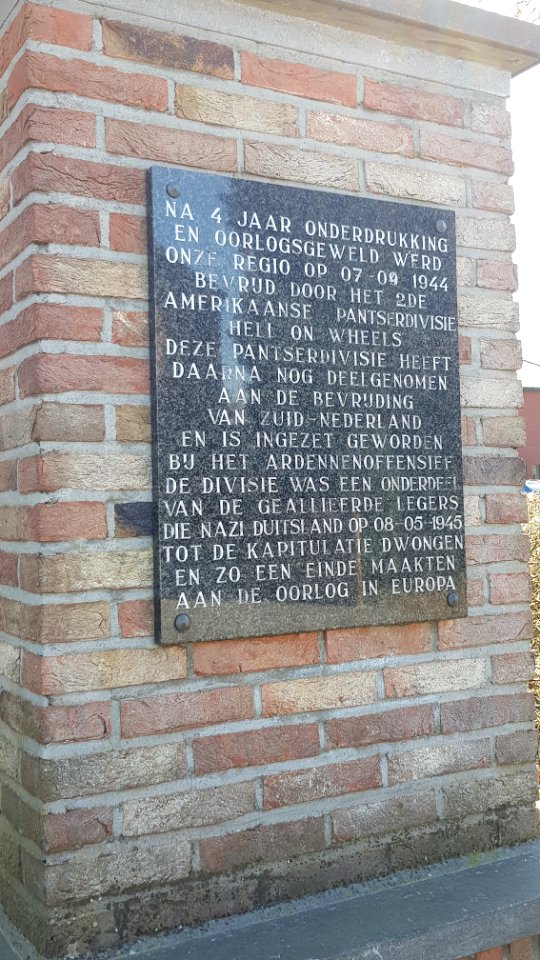 NA 4 JAAR ONDERDRUKKING
EN OORLOGSGEWELD WERD
ONZE REGIO OP 07-09 1944
BEVRIJD DOOR HET 2DE
AMERIKAANSE PANTSERDIVISIE
HELL ON WHEELS
DEZE PANTSERDIVISIE HEEFT
DAARNA NOG DEELGENOMEN
AAN DE BEVRIJDING
VAN ZUID-NEDERLAND
EN IS INGEZET GEWORDEN
BIJ HET ARDENNENOFFENSIEF
DE DIVISIE WAS EEN ONDERDEEL
VAN DE GEALLIEERDE LEGERS
DIE NAZI DUITSLAND OP 08-05-1945
TOT DE KAPITULATIE DWONGEN
EN ZO EEN EINDE MAAKTEN
AAN DE OORLOG IN EUROPA